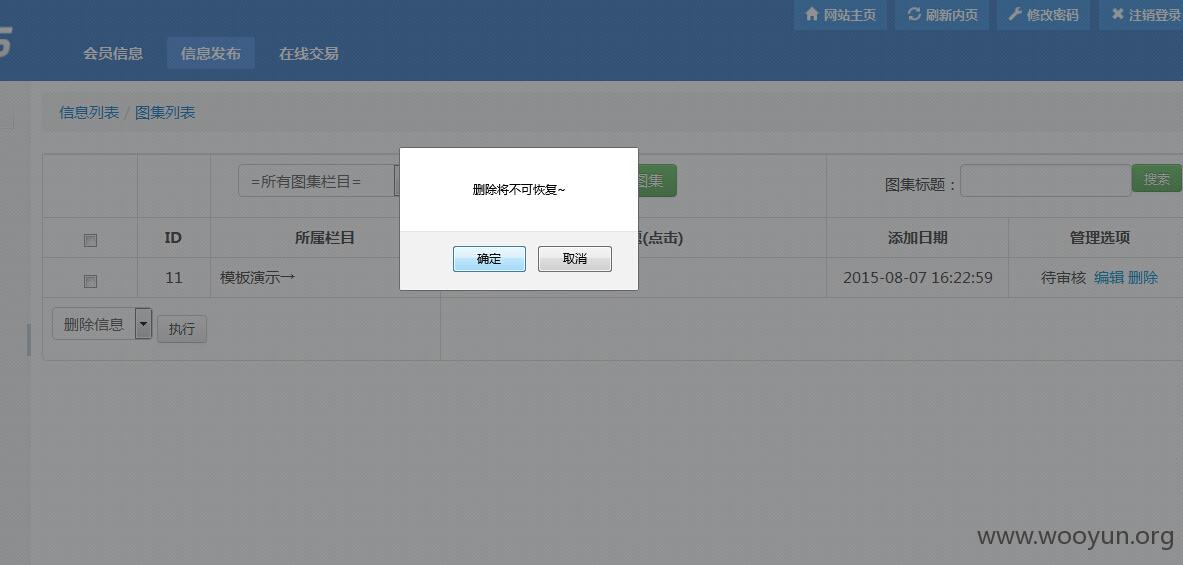 网站主页 刷新内页 修改密码 注销登录
5
会员信息 信息发布 在线交易
信息列表 / 图集列表
=所有图集栏目= 图集 图集标题： 搜索
删除将不可恢复~
ID 所属栏目 (点击) 添加日期 管理选项
确定 取消
11 模板演示→ 2015-08-07 16:22:59 待审核 编辑 删除
删除信息 执行
www.wooyun.org